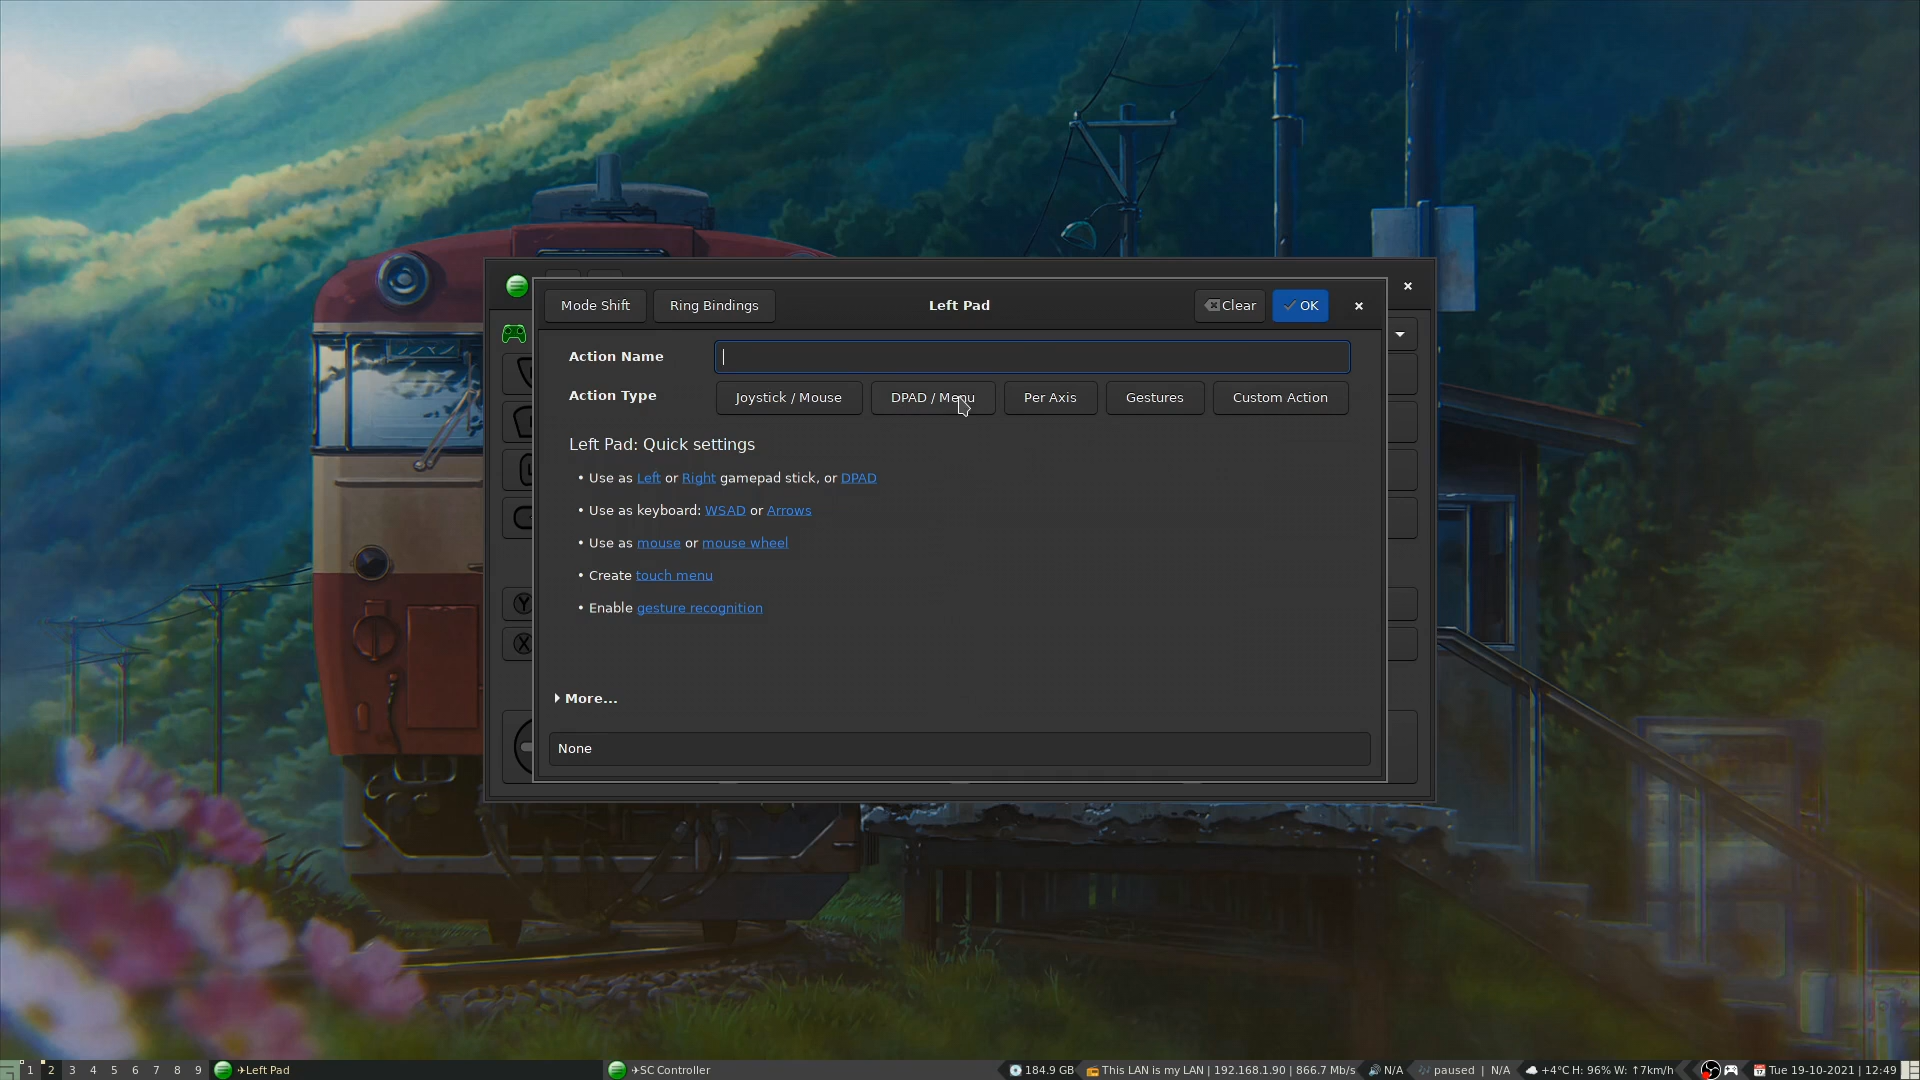 Mode Shift
Ring Bindings
Left Pad
Clear
OK
Action Name
Action Type
Joystick / Mouse
DPAD / Menu
Per Axis
Gestures
Custom Action
Left Pad: Quick settings
• Use as Left or Right gamepad stick, or DPAD
• Use as keyboard: WSAD or Arrows
• Use as mouse or mouse wheel
• Create touch menu
• Enable gesture recognition
Y
X
More...
None
1 2 3 4 5 6 7 8 9
✈Left Pad
✈SC Controller
184.9 GB
This LAN is my LAN | 192.168.1.90 | 866.7 Mb/s
N/A
paused | N/A
+4°C H: 96% W: ↑7km/h
Tue 19-10-2021 | 12:49